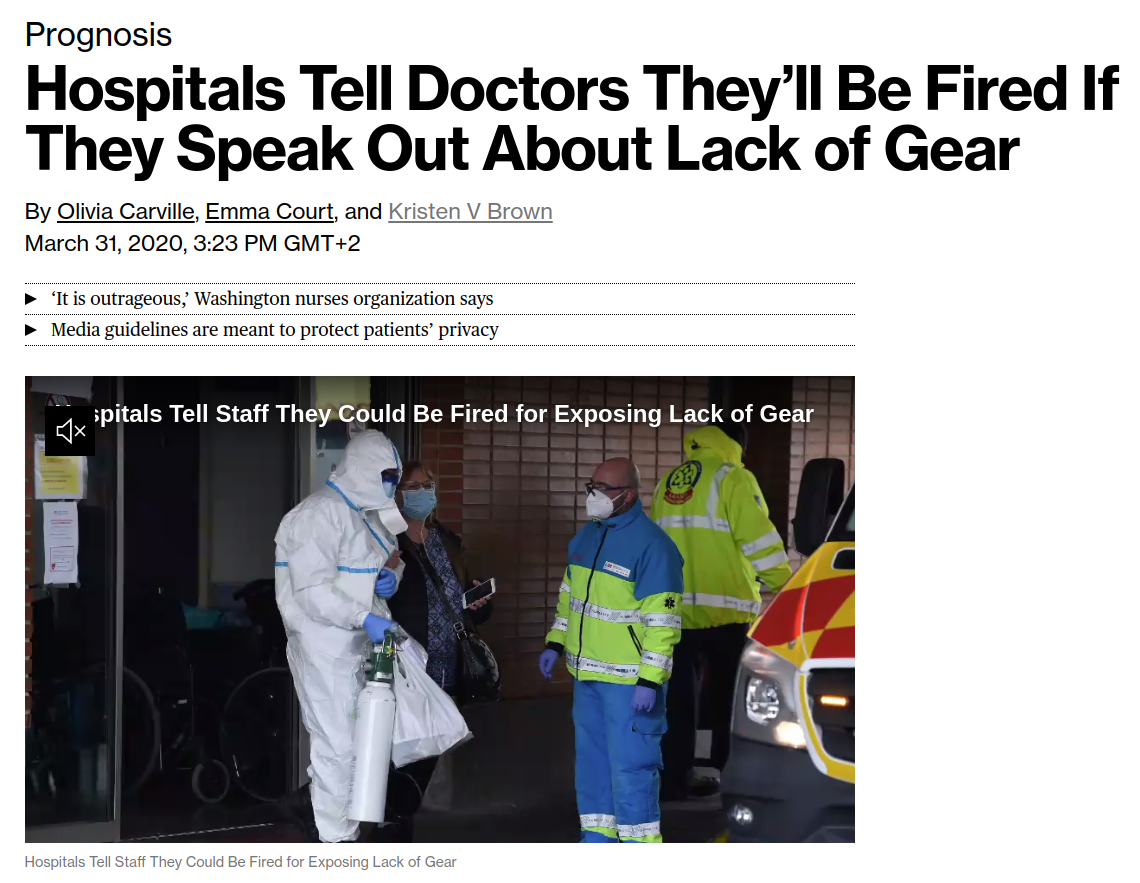 Prognosis
Hospitals Tell Doctors They’ll Be Fired If
They Speak Out About Lack of Gear
By Olivia Carville, Emma Court, and Kristen V Brown
March 31, 2020, 3:23 PM GMT+2
‘It is outrageous,’ Washington nurses organization says
Media guidelines are meant to protect patients’ privacy
spitals Tell Staff They Could Be Fired for Exposing Lack of Gear
Hospitals Tell Staff They Could Be Fired for Exposing Lack of Gear